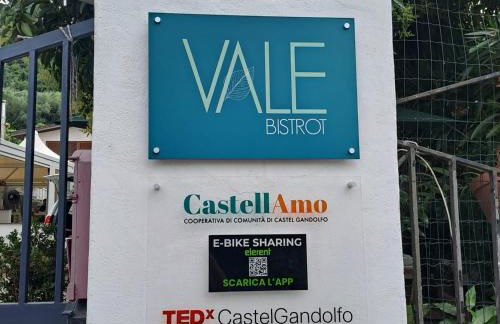 VALE
BISTROT
CastellAmo
COOPERATIVA DI COMUNITÀ DI CASTEL GANDOLFO
E-BIKE SHARING
elerent
SCARICA L'APP
TEDx CastelGandolfo